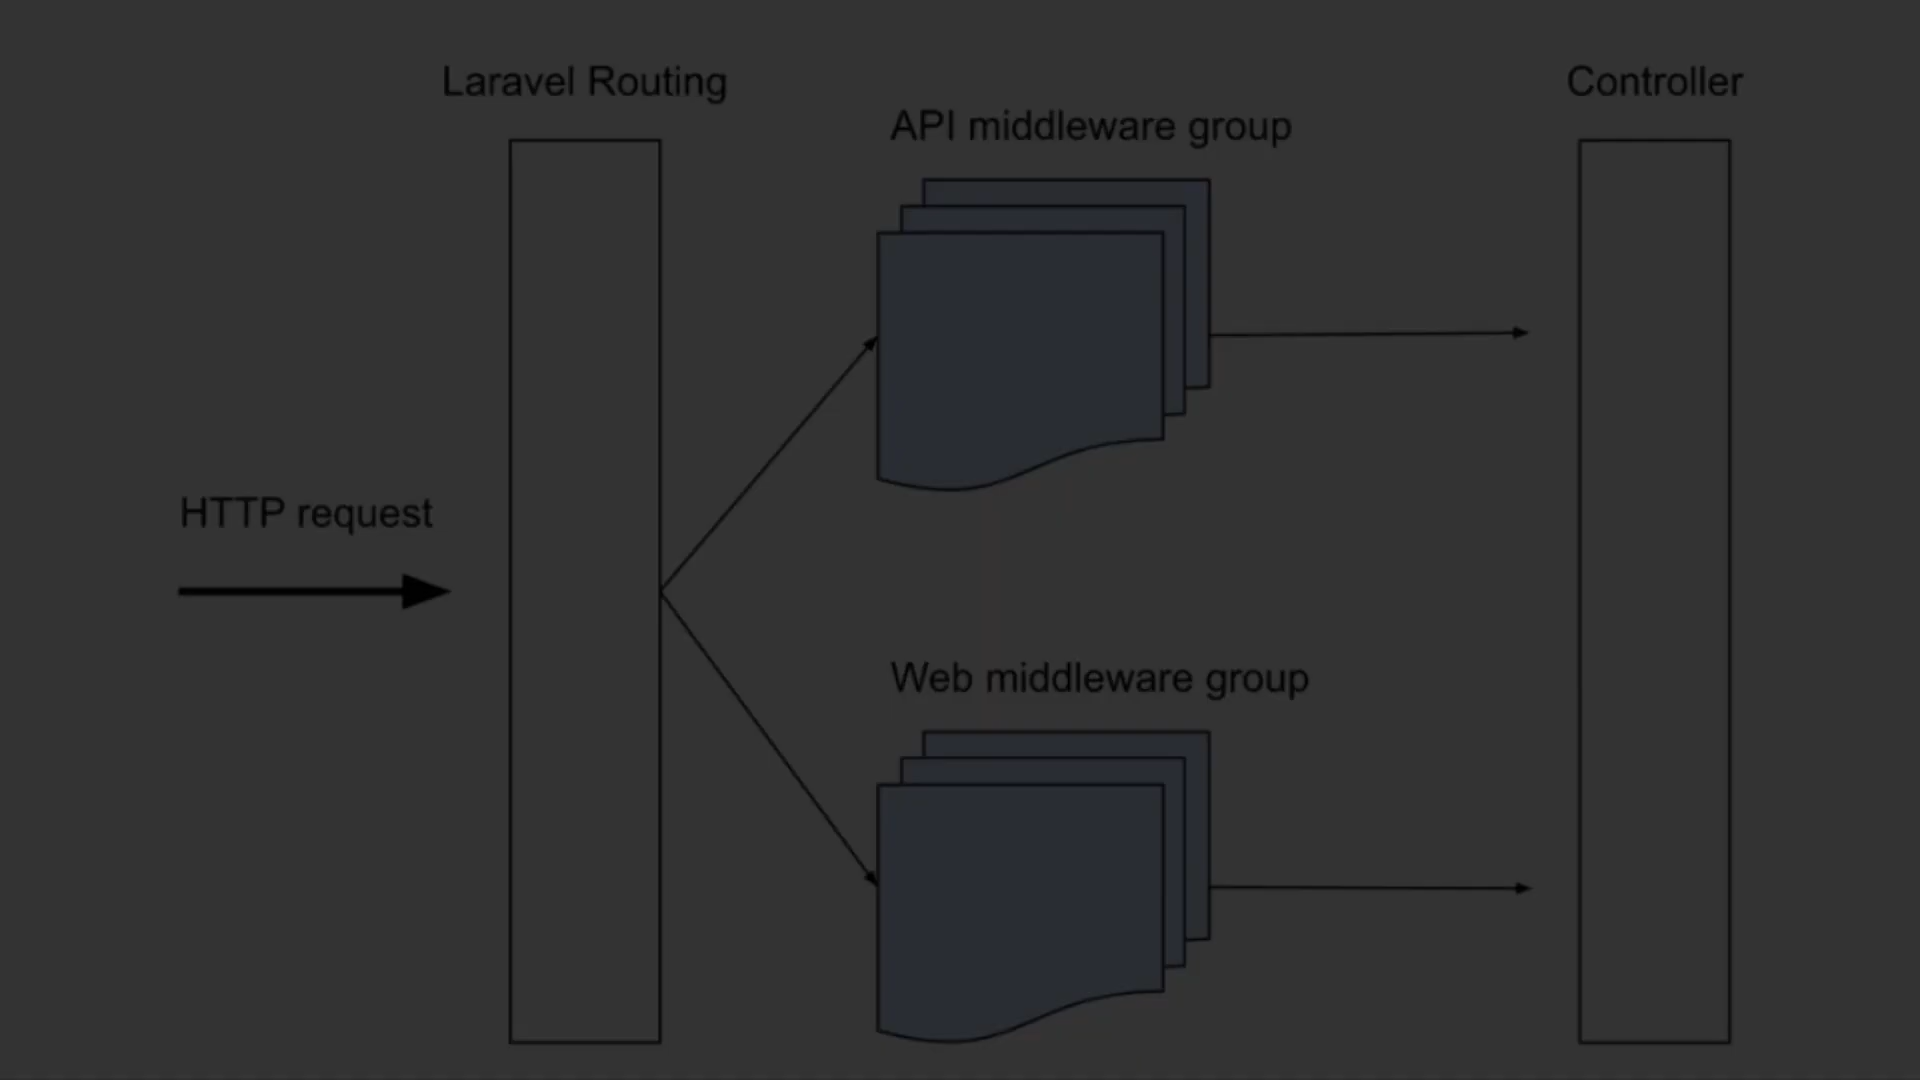 Laravel Routing
Controller
API middleware group
HTTP request
Web middleware group